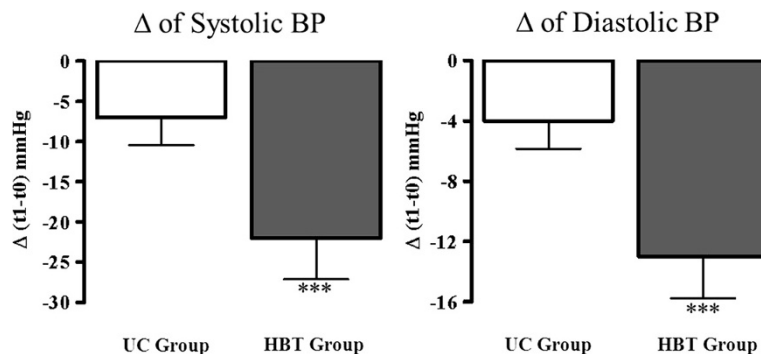 Δ of Systolic BP
Δ (t1-t0) mmHg
0
-5
-10
-15
-20
-25
-30
***
UC Group HBT Group
Δ of Diastolic BP
Δ (t1-t0) mmHg
0
-4
-8
-12
-16
***
UC Group HBT Group